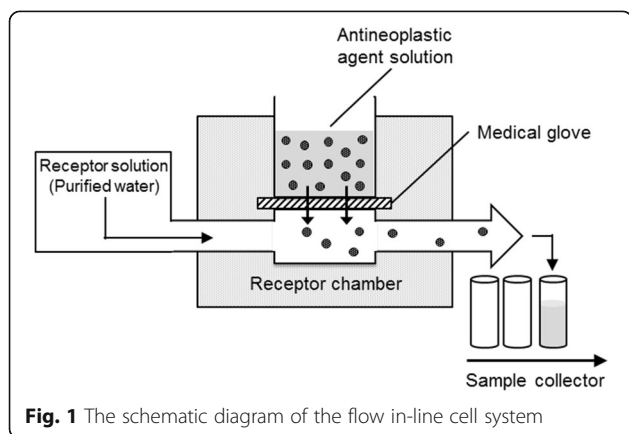 Antineoplastic
agent solution
Medical glove
Receptor solution
(Purified water)
Receptor chamber
Sample collector
Fig. 1 The schematic diagram of the flow in-line cell system